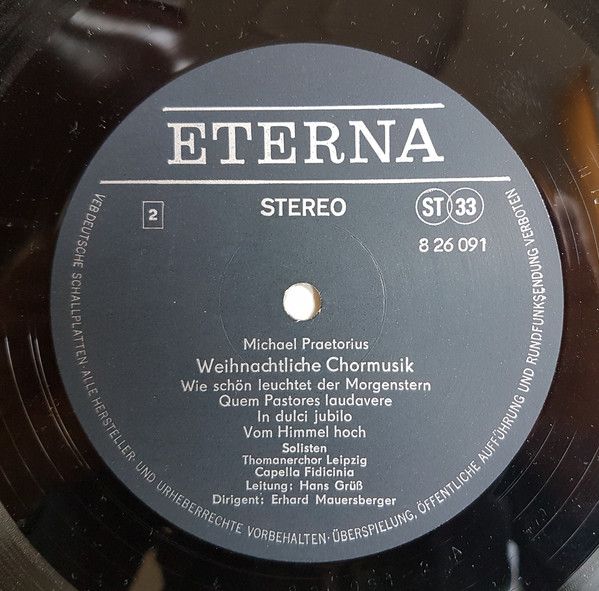 ETERNA
2
STEREO
ST 33
8 26 091
Michael Praetorius
Weihnachtliche Chormusik
Wie schön leuchtet der Morgenstern
Quem Pastores laudavere
In dulci jubilo
Vom Himmel hoch
Solisten
Thomanerchor Leipzig
Capella Fidicinia
Leitung: Hans Grüß
Dirigent: Erhard Mauersberger
VEB DEUTSCHE SCHALLPLATTEN · ALLE HERSTELLER- UND URHEBERRECHTE VORBEHALTEN · ÜBERSPIELUNG, ÖFFENTLICHE AUFFÜHRUNG UND RUNDFUNKSENDUNG VERBOTEN